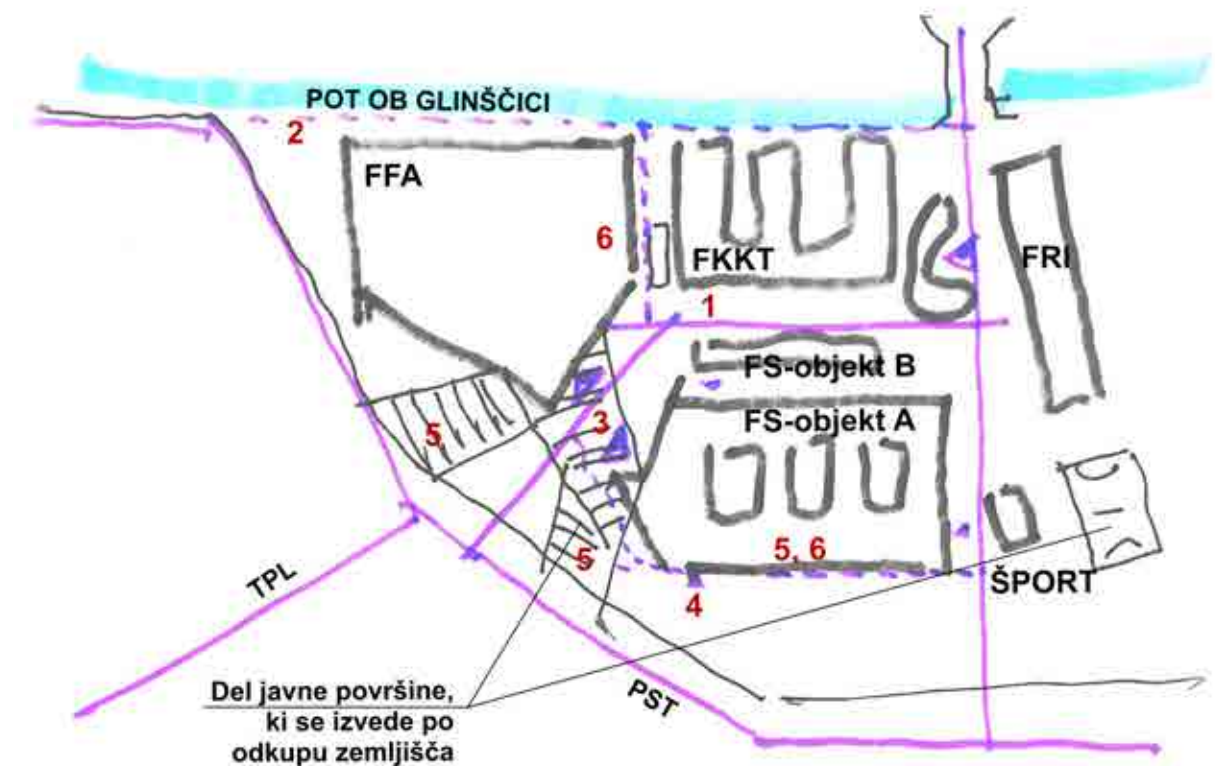 POT OB GLINŠČICI
2
FFA
6
FKKT
FRI
1
FS-objekt B
3
FS-objekt A
5,
5, 6
5
ŠPORT
TPL
4
PST
Del javne površine,
ki se izvede po
odkupu zemljišča